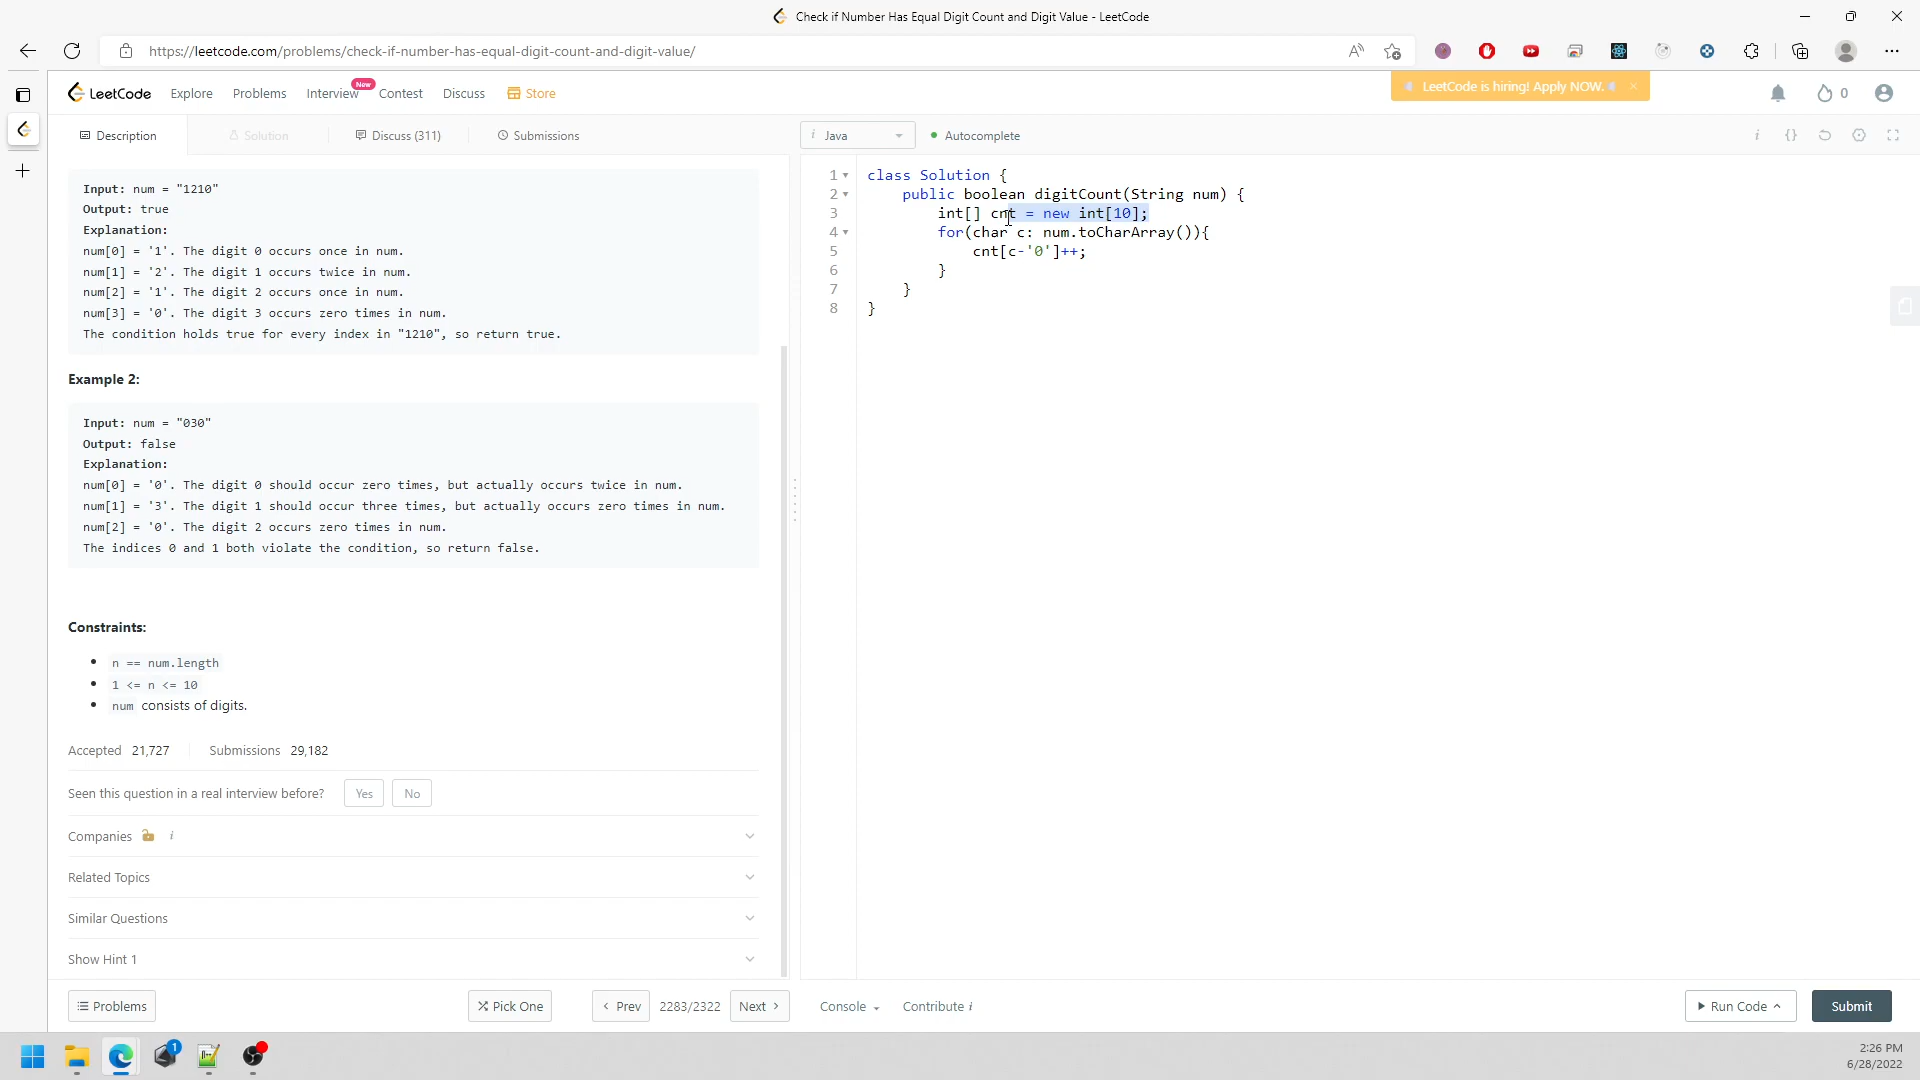 Check if Number Has Equal Digit Count and Digit Value - LeetCode
https://leetcode.com/problems/check-if-number-has-equal-digit-count-and-digit-value/
LeetCode
Explore
Problems
Interview
New
Contest
Discuss
Store
LeetCode is hiring! Apply NOW.
0
Description
Solution
Discuss (311)
Submissions
i Java
Autocomplete
Input: num = "1210"
Output: true
Explanation:
num[0] = '1'. The digit 0 occurs once in num.
num[1] = '2'. The digit 1 occurs twice in num.
num[2] = '1'. The digit 2 occurs once in num.
num[3] = '0'. The digit 3 occurs zero times in num.
The condition holds true for every index in "1210", so return true.
Example 2:
Input: num = "030"
Output: false
Explanation:
num[0] = '0'. The digit 0 should occur zero times, but actually occurs twice in num.
num[1] = '3'. The digit 1 should occur three times, but actually occurs zero times in num.
num[2] = '0'. The digit 2 occurs zero times in num.
The indices 0 and 1 both violate the condition, so return false.
Constraints:
n == num.length
1 <= n <= 10
num consists of digits.
Accepted 21,727 Submissions 29,182
Seen this question in a real interview before? Yes No
Companies i
Related Topics
Similar Questions
Show Hint 1
1 class Solution {
2 public boolean digitCount(String num) {
3 int[] cnt = new int[10];
4 for(char c: num.toCharArray()){
5 cnt[c-'0']++;
6 }
7 }
8 }
Problems
Pick One
Prev
2283/2322
Next
Console
Contribute i
Run Code
Submit
1
2:26 PM
6/28/2022